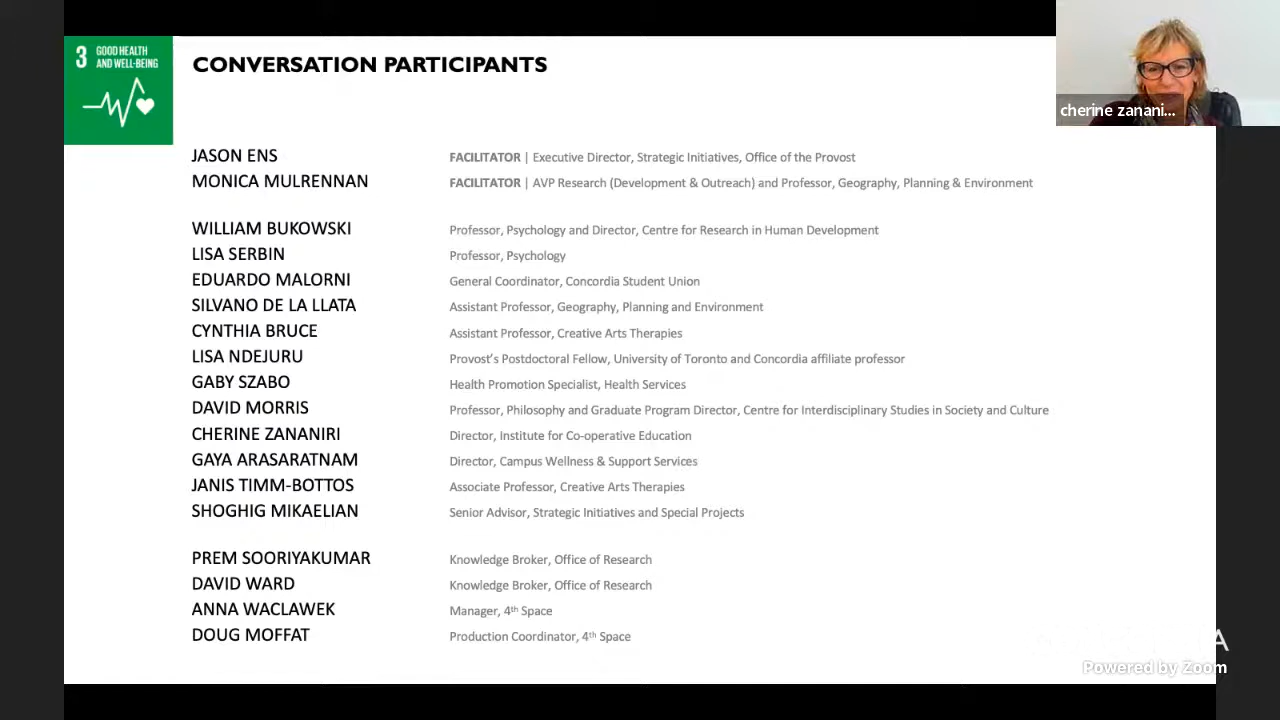 3 GOOD HEALTH
AND WELL-BEING
CONVERSATION PARTICIPANTS
cherine zanani...
JASON ENS FACILITATOR | Executive Director, Strategic Initiatives, Office of the Provost
MONICA MULRENNAN FACILITATOR | AVP Research (Development & Outreach) and Professor, Geography, Planning & Environment
WILLIAM BUKOWSKI Professor, Psychology and Director, Centre for Research in Human Development
LISA SERBIN Professor, Psychology
EDUARDO MALORNI General Coordinator, Concordia Student Union
SILVANO DE LA LLATA Assistant Professor, Geography, Planning and Environment
CYNTHIA BRUCE Assistant Professor, Creative Arts Therapies
LISA NDEJURU Provost's Postdoctoral Fellow, University of Toronto and Concordia affiliate professor
GABY SZABO Health Promotion Specialist, Health Services
DAVID MORRIS Professor, Philosophy and Graduate Program Director, Centre for Interdisciplinary Studies in Society and Culture
CHERINE ZANANIRI Director, Institute for Co-operative Education
GAYA ARASARATNAM Director, Campus Wellness & Support Services
JANIS TIMM-BOTTOS Associate Professor, Creative Arts Therapies
SHOGHIG MIKAELIAN Senior Advisor, Strategic Initiatives and Special Projects
PREM SOORIYAKUMAR Knowledge Broker, Office of Research
DAVID WARD Knowledge Broker, Office of Research
ANNA WACLAWEK Manager, 4th Space
DOUG MOFFAT Production Coordinator, 4th Space
Powered by Zoom